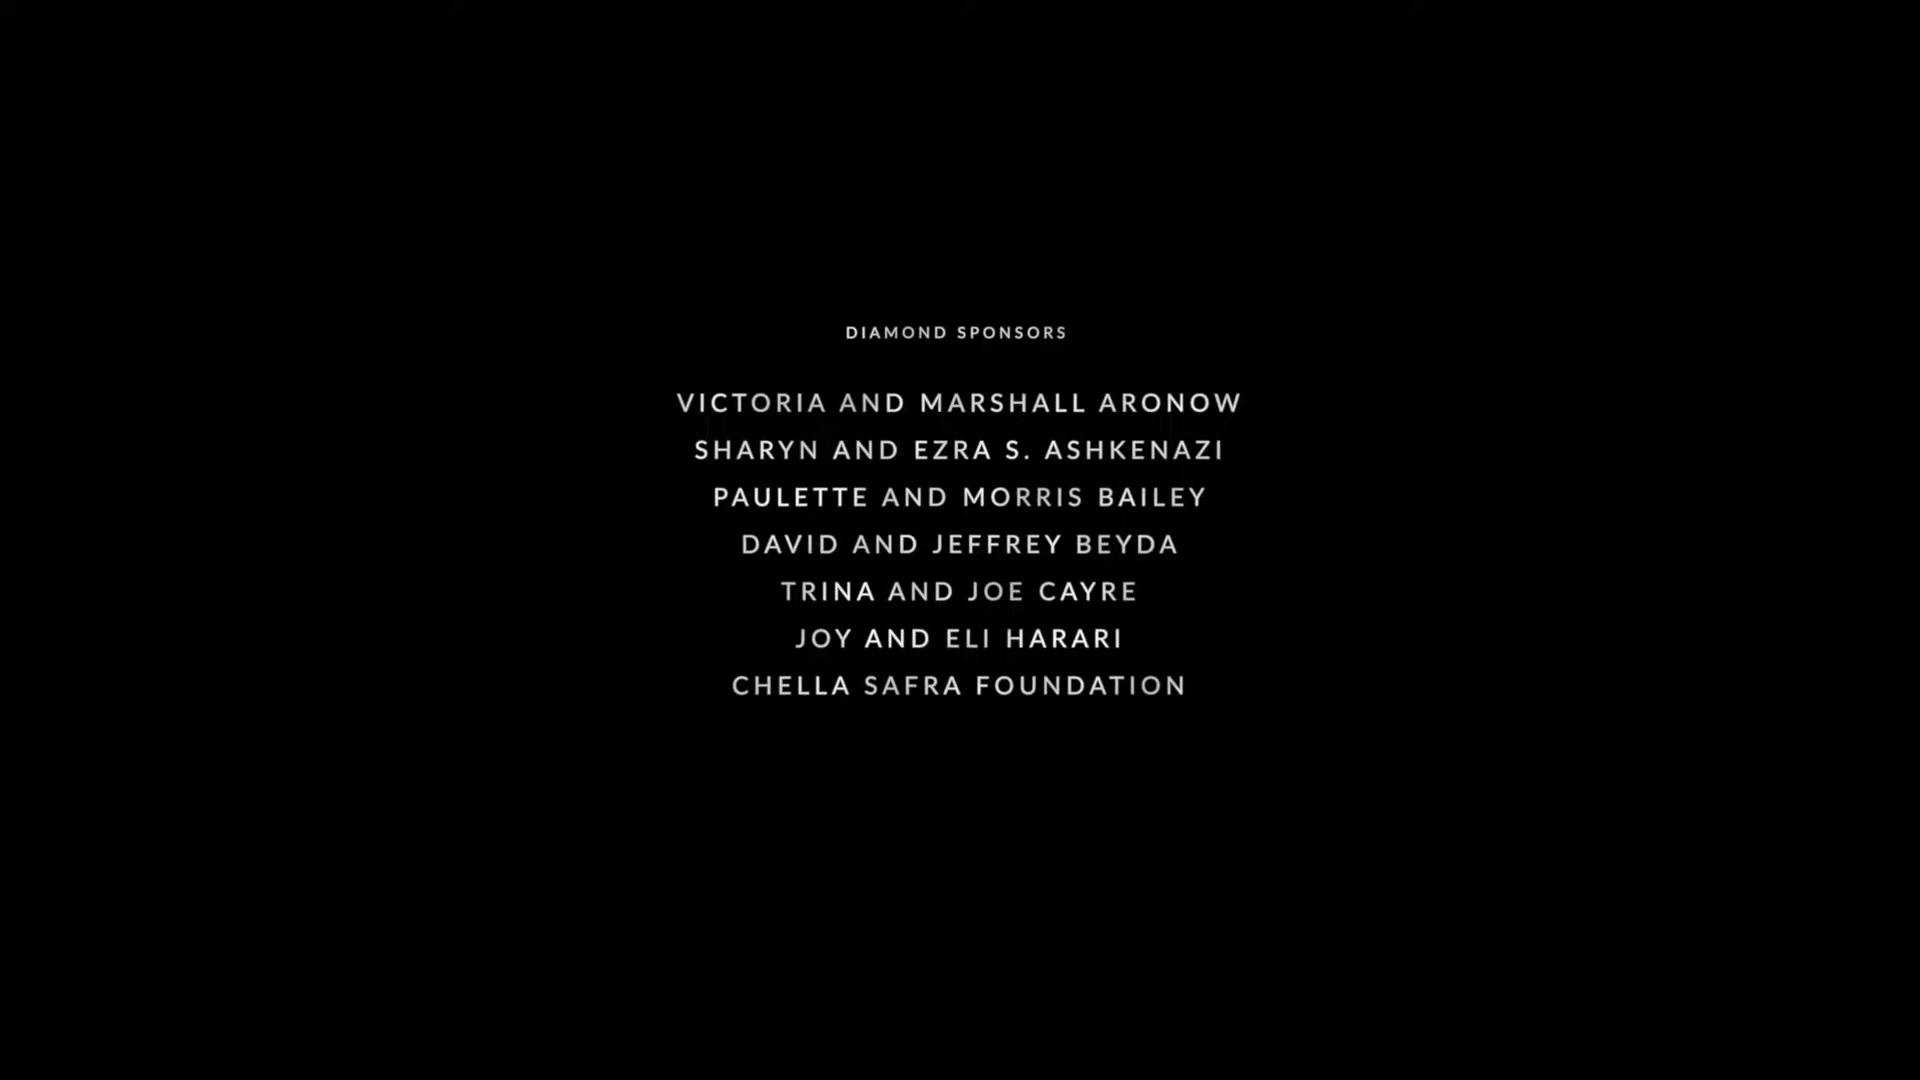 DIAMOND SPONSORS
VICTORIA AND MARSHALL ARONOW
SHARYN AND EZRA S. ASHKENAZI
PAULETTE AND MORRIS BAILEY
DAVID AND JEFFREY BEYDA
TRINA AND JOE CAYRE
JOY AND ELI HARARI
CHELLA SAFRA FOUNDATION